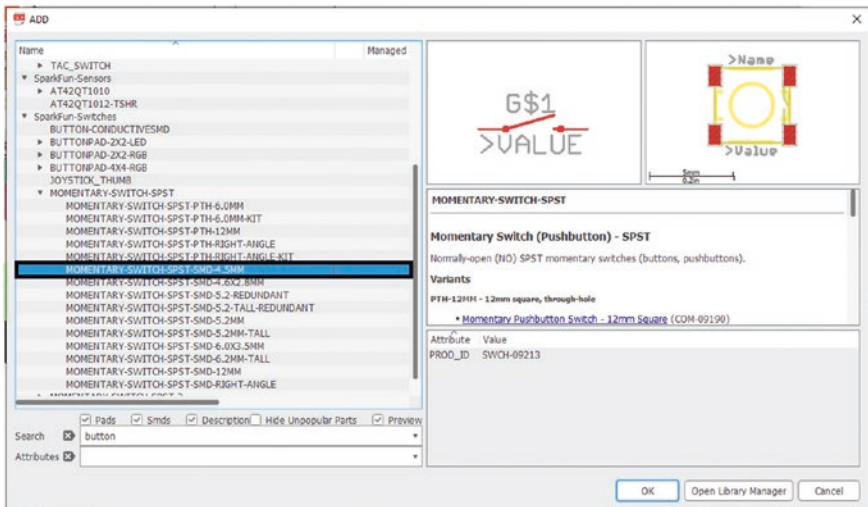 ADD
Name
Managed
TAC_SWITCH
SparkFun-Sensors
AT42QT1010
AT42QT1012-TSHR
SparkFun-Switches
BUTTON-CONDUCTIVESMD
BUTTONPAD-2X2-LED
BUTTONPAD-2X2-RGB
BUTTONPAD-4X4-RGB
JOYSTICK_THUMB
MOMENTARY-SWITCH-SPST
MOMENTARY-SWITCH-SPST-PTH-6.0MM
MOMENTARY-SWITCH-SPST-PTH-6.0MM-KIT
MOMENTARY-SWITCH-SPST-PTH-12MM
MOMENTARY-SWITCH-SPST-PTH-RIGHT-ANGLE
MOMENTARY-SWITCH-SPST-PTH-RIGHT-ANGLE-KIT
MOMENTARY-SWITCH-SPST-SMD-4.5MM
MOMENTARY-SWITCH-SPST-SMD-4.6X2.8MM
MOMENTARY-SWITCH-SPST-SMD-5.2-REDUNDANT
MOMENTARY-SWITCH-SPST-SMD-5.2-TALL-REDUNDANT
MOMENTARY-SWITCH-SPST-SMD-5.2MM
MOMENTARY-SWITCH-SPST-SMD-5.2MM-TALL
MOMENTARY-SWITCH-SPST-SMD-6.0X3.5MM
MOMENTARY-SWITCH-SPST-SMD-6.2MM-TALL
MOMENTARY-SWITCH-SPST-SMD-12MM
MOMENTARY-SWITCH-SPST-SMD-RIGHT-ANGLE
MOMENTARY-SWITCH-SPST-2
Pads Smds Description Hide Unpopular Parts Preview
Search button
Attributes
G$1
>VALUE
>Name
>Value
5mm
0.2in
MOMENTARY-SWITCH-SPST
Momentary Switch (Pushbutton) - SPST
Normally-open (NO) SPST momentary switches (buttons, pushbuttons).
Variants
PTH-12MM - 12mm square, through-hole
• Momentary Pushbutton Switch - 12mm Square (COM-09190)
Attribute Value
PROD_ID SWCH-09213
OK Open Library Manager Cancel